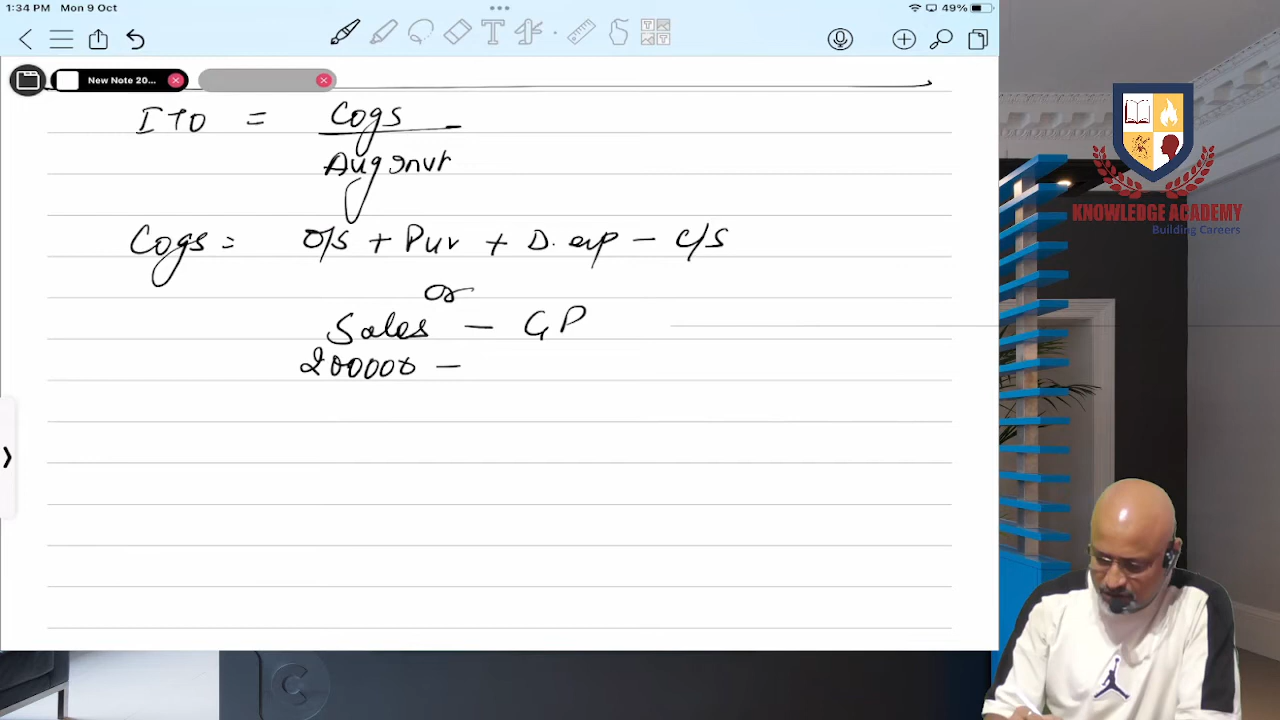 1:34 PM Mon 9 Oct
49%
New Note 20...
ITO = Cogs
Avg Invt
Cogs = O/S + Pur + D. exp - C/S
or
Sales - GP
200000 -
KNOWLEDGE ACADEMY
Building Careers